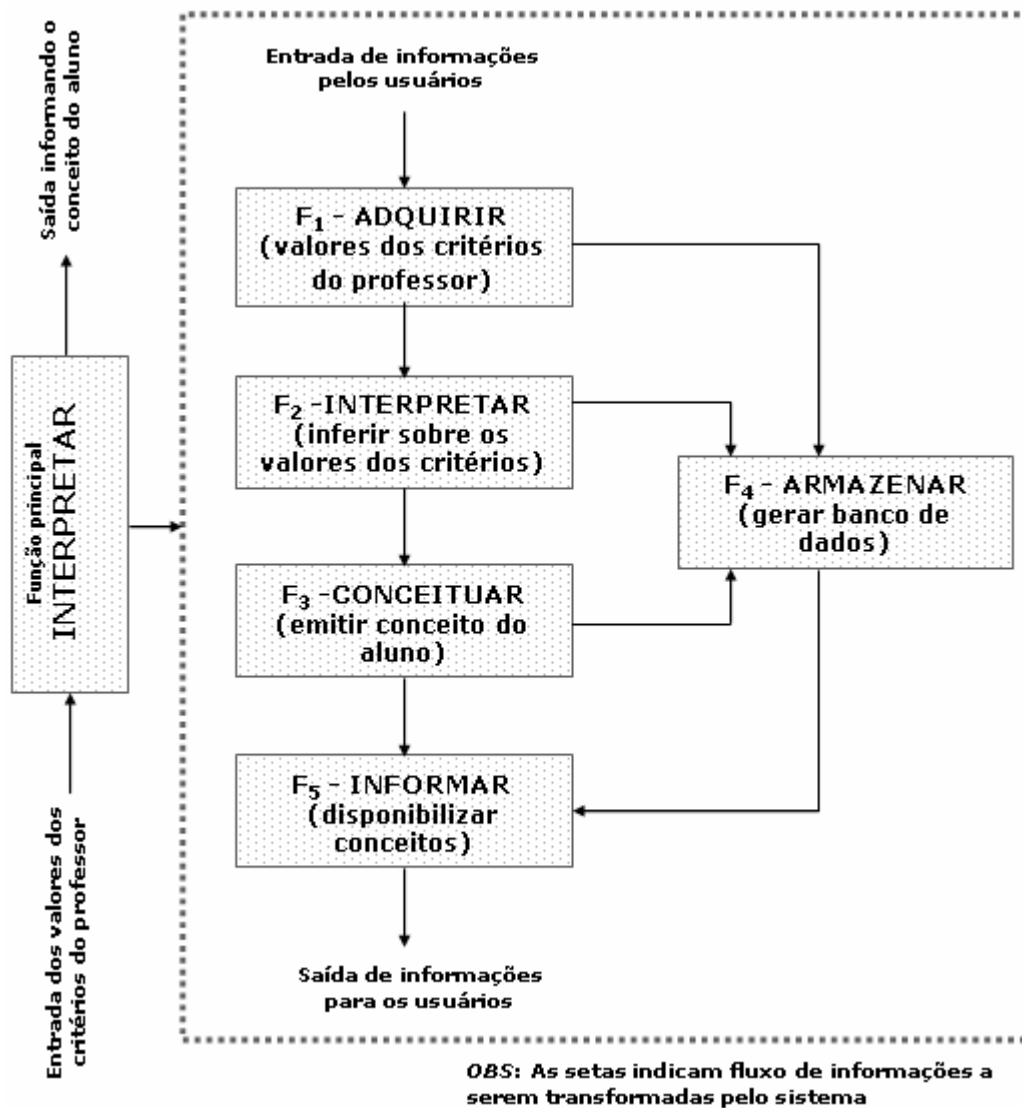 Saída informando o
conceito do aluno
Função principal
INTERPRETAR
Entrada dos valores dos
critérios do professor
Entrada de informações
pelos usuários
F1 - ADQUIRIR
(valores dos critérios
do professor)
F2 -INTERPRETAR
(inferir sobre os
valores dos critérios)
F3 -CONCEITUAR
(emitir conceito do
aluno)
F4 - ARMAZENAR
(gerar banco de
dados)
F5 - INFORMAR
(disponibilizar
conceitos)
Saída de informações
para os usuários
OBS: As setas indicam fluxo de informações a
serem transformadas pelo sistema